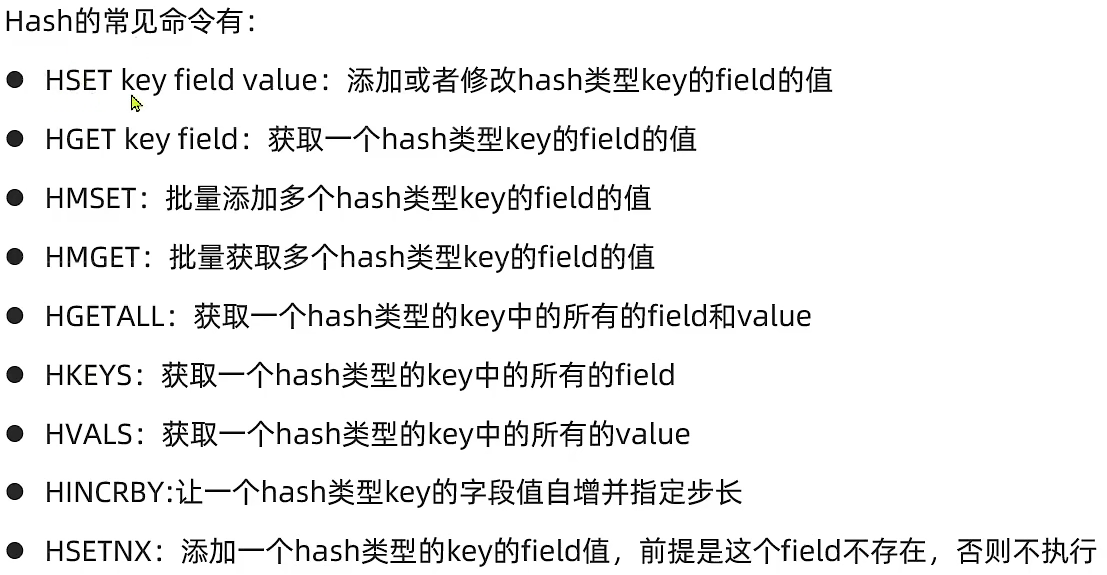 Hash的常见命令有：
● HSET key field value：添加或者修改hash类型key的field的值
● HGET key field：获取一个hash类型key的field的值
● HMSET：批量添加多个hash类型key的field的值
● HMGET：批量获取多个hash类型key的field的值
● HGETALL：获取一个hash类型的key中的所有的field和value
● HKEYS：获取一个hash类型的key中的所有的field
● HVALS：获取一个hash类型的key中的所有的value
● HINCRBY:让一个hash类型key的字段值自增并指定步长
● HSETNX：添加一个hash类型的key的field值，前提是这个field不存在，否则不执行